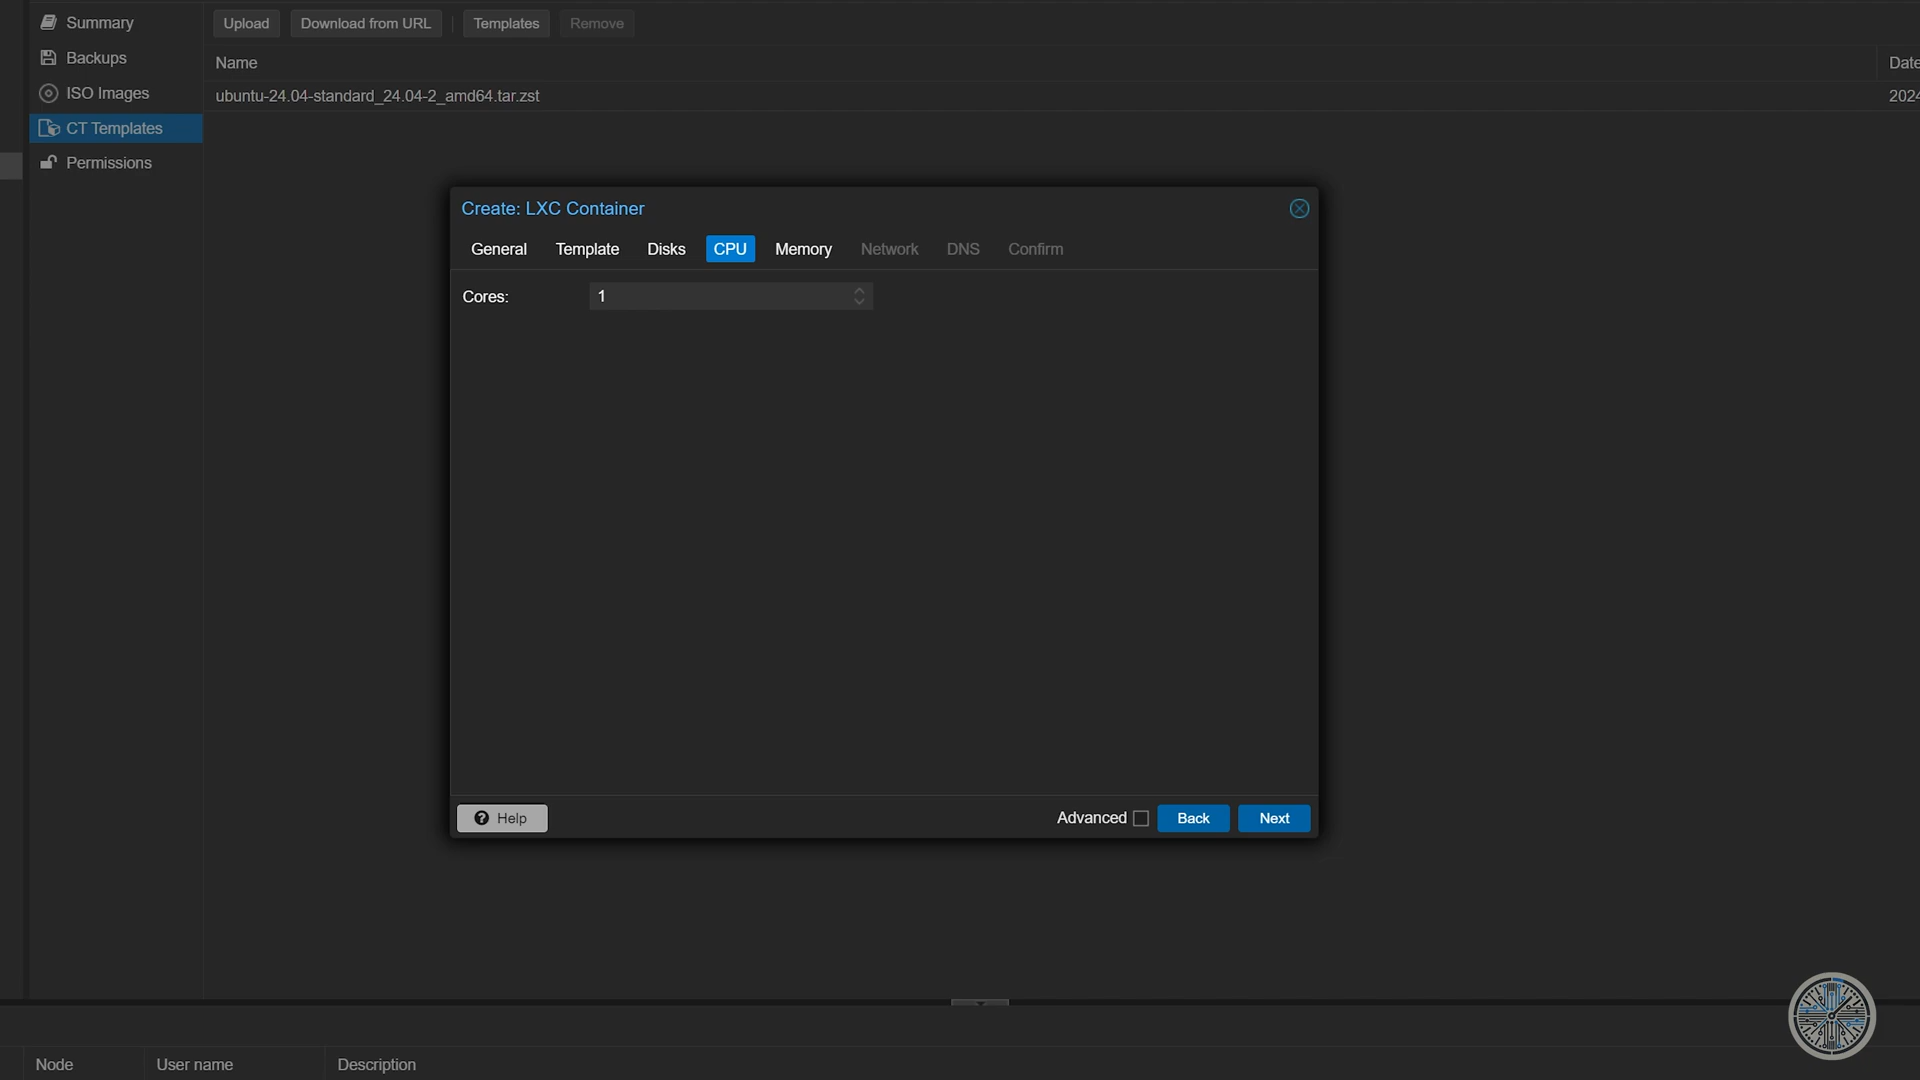 Summary
Backups
ISO Images
CT Templates
Permissions
Upload Download from URL Templates Remove
Name Date
ubuntu-24.04-standard_24.04-2_amd64.tar.zst 2024
Create: LXC Container
General Template Disks CPU Memory Network DNS Confirm
Cores: 1
Help Advanced Back Next
Node User name Description